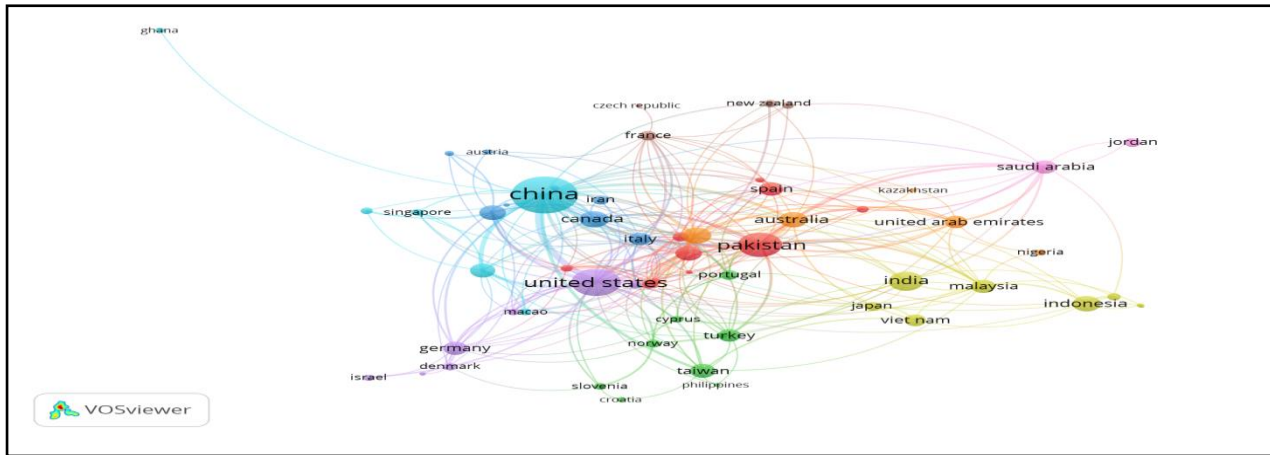 ghana
czech republic
new zealand
france
jordan
austria
saudi arabia
china
iran
spain
kazakhstan
singapore
canada
australia
united arab emirates
italy
pakistan
nigeria
portugal
united states
india
malaysia
macao
japan
indonesia
cyprus
viet nam
turkey
norway
germany
denmark
taiwan
israel
slovenia
philippines
croatia
VOSviewer